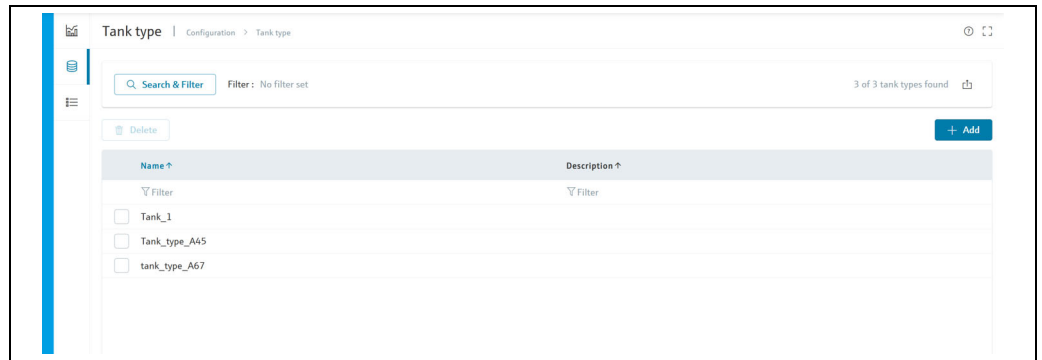 Tank type | Configuration > Tank type
Search & Filter Filter : No filter set 3 of 3 tank types found
Delete + Add
Name ↑ Description ↑
Filter Filter
Tank_1
Tank_type_A45
tank_type_A67